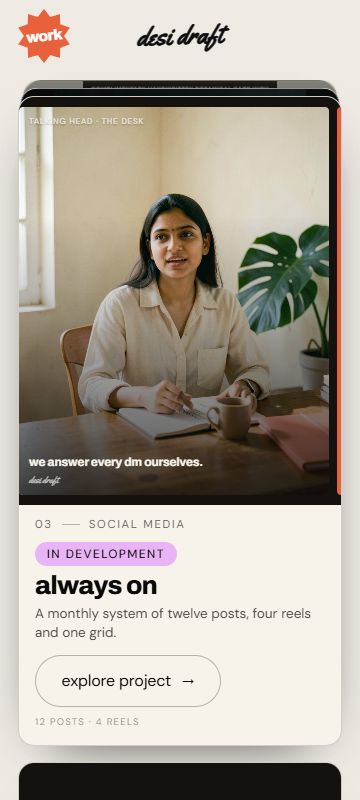 work
desi draft
TALKING HEAD · THE DESK
we answer every dm ourselves.
desi draft
03 — SOCIAL MEDIA
IN DEVELOPMENT
always on
A monthly system of twelve posts, four reels
and one grid.
explore project →
12 POSTS · 4 REELS